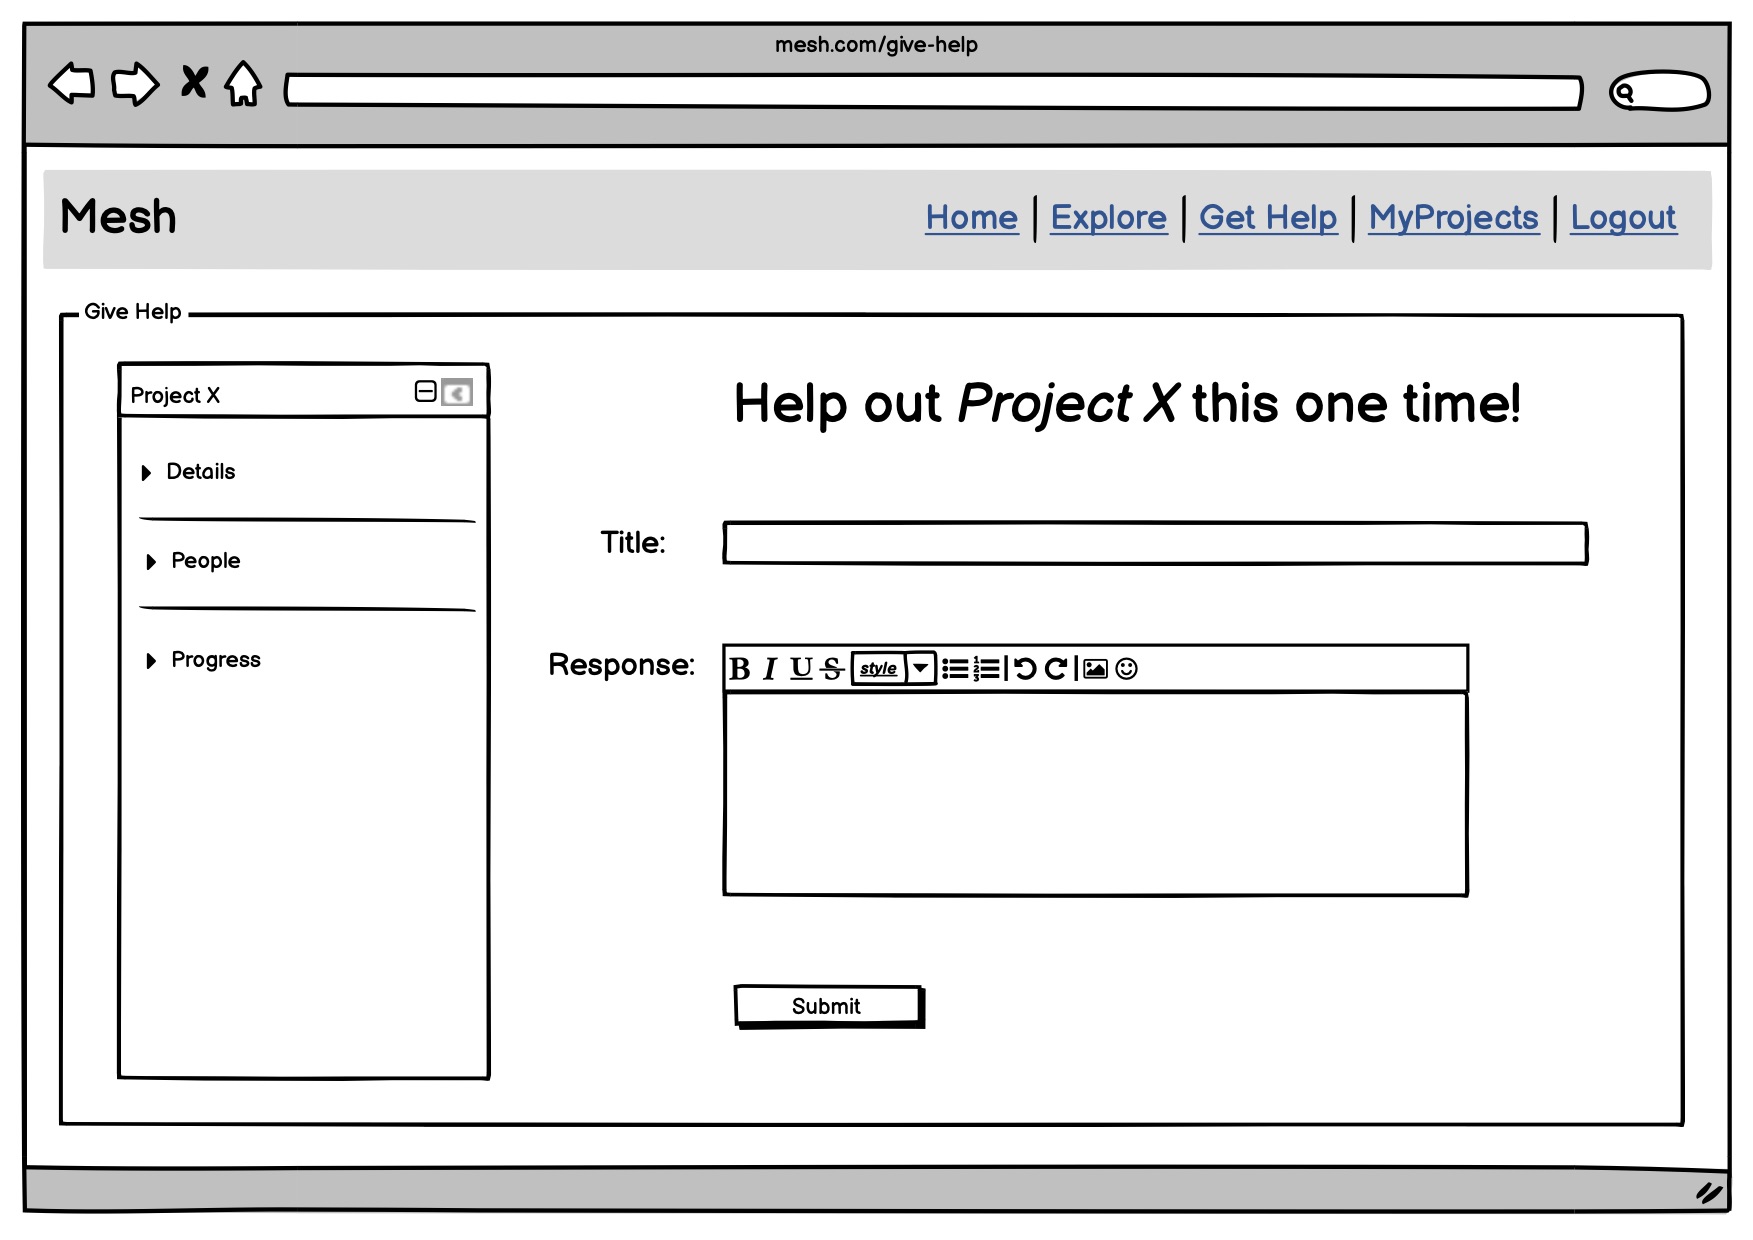 mesh.com/give-help
Mesh
Home | Explore | Get Help | MyProjects | Logout
Give Help
Project X
Help out Project X this one time!
Details
People
Progress
Title:
Response:
B I U S style
Submit